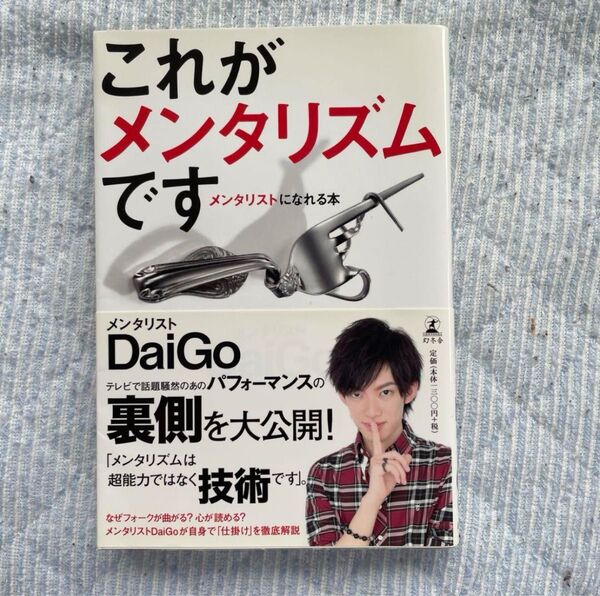 これが
メンタリズム
です
メンタリストになれる本
メンタリスト
DaiGo
テレビで話題騒然のあのパフォーマンスの
裏側を大公開!
「メンタリズムは
超能力ではなく技術です」。
なぜフォークが曲がる?心が読める?
メンタリストDaiGoが自身で「仕掛け」を徹底解説
幻冬舎
定価(本体一三〇〇円+税)